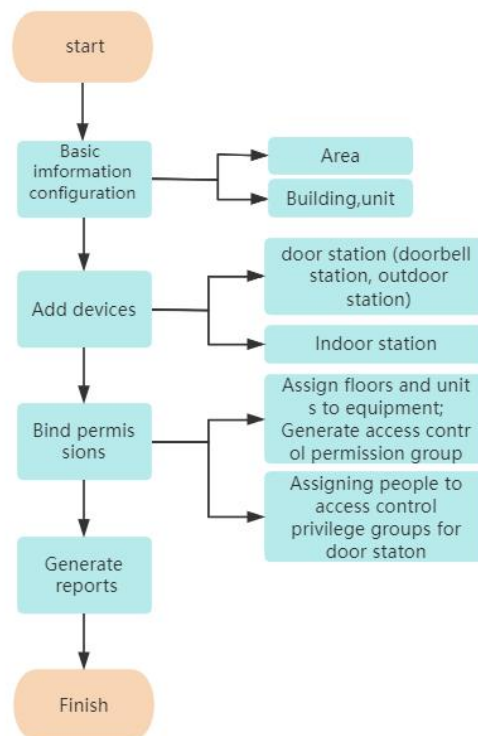 start
Basic
imformation
configuration
Area
Building,unit
Add devices
door station (doorbell
station, outdoor
station)
Indoor station
Bind permis
sions
Assign floors and unit
s to equipment;
Generate access contr
ol permission group
Assigning people to
access control
privilege groups for
door staton
Generate
reports
Finish